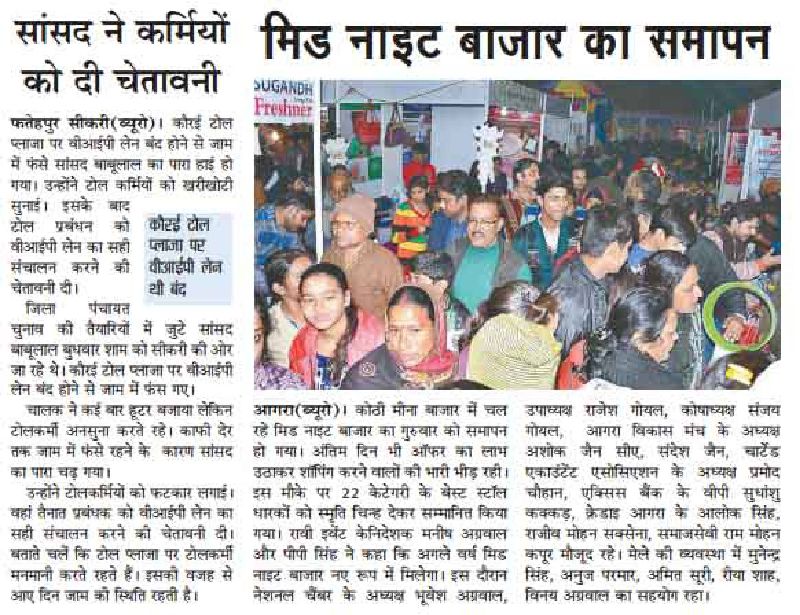 सांसद ने कर्मियों
को दी चेतावनी
फतेहपुर सीकरी(ब्यूरो)। कौरई टोल
प्लाजा पर वीआईपी लेन बंद होने से जाम
में फंसे सांसद बाबूलाल का पारा हाई हो
गया। उन्होंने टोल कर्मियों को खरीखोटी
सुनाई। इसके बाद
टोल प्रबंधन को
वीआईपी लेन का सही
संचालन करने की
चेतावनी दी।
कौरई टोल
प्लाजा पर
वीआईपी लेन
थी बंद
जिला पंचायत
चुनाव की तैयारियों में जुटे सांसद
बाबूलाल बुधवार शाम को सीकरी की ओर
जा रहे थे। कौरई टोल प्लाजा पर वीआईपी
लेन बंद होने से जाम में फंस गए।
चालक ने कई बार हूटर बजाया लेकिन
टोलकर्मी अनसुना करते रहे। काफी देर
तक जाम में फंसे रहने के कारण सांसद
का पारा चढ़ गया।
उन्होंने टोलकर्मियों को फटकार लगाई।
वहां तैनात प्रबंधक को वीआईपी लेन का
सही संचालन करने की चेतावनी दी।
बताते चलें कि टोल प्लाजा पर टोलकर्मी
मनमानी करते रहते हैं। इसकी वजह से
आए दिन जाम की स्थिति रहती है।
मिड नाइट बाजार का समापन
SUGANDH
Freshner
आगरा(ब्यूरो)। कोठी मीना बाजार में चल
रहे मिड नाइट बाजार का गुरुवार को समापन
हो गया। अंतिम दिन भी ऑफर का लाभ
उठाकर शॉपिंग करने वालों की भारी भीड़ रही।
इस मौके पर 22 केटेगरी के बेस्ट स्टॉल
धारकों को स्मृति चिन्ह देकर सम्मानित किया
गया। रावी इवेंट केनिदेशक मनीष अग्रवाल
और पीपी सिंह ने कहा कि अगले वर्ष मिड
नाइट बाजार नए रूप में मिलेगा। इस दौरान
नेशनल चैंबर के अध्यक्ष भूवेश अग्रवाल,
उपाध्यक्ष राजेश गोयल, कोषाध्यक्ष संजय
गोयल, आगरा विकास मंच के अध्यक्ष
अशोक जैन सीए, संदेश जैन, चार्टेड
एकाउंटेंट एसोसिएशन के अध्यक्ष प्रमोद
चौहान, एक्सिस बैंक के वीपी सुधांशु
कक्कड़, क्रेडाइ आगरा के आलोक सिंह,
राजीव मोहन सक्सेना, समाजसेवी राम मोहन
कपूर मौजूद रहे। मेले की व्यवस्था में मुनेन्द्र
सिंह, अनुज परमार, अमित सूरी, रीया शाह,
विनय अग्रवाल का सहयोग रहा।